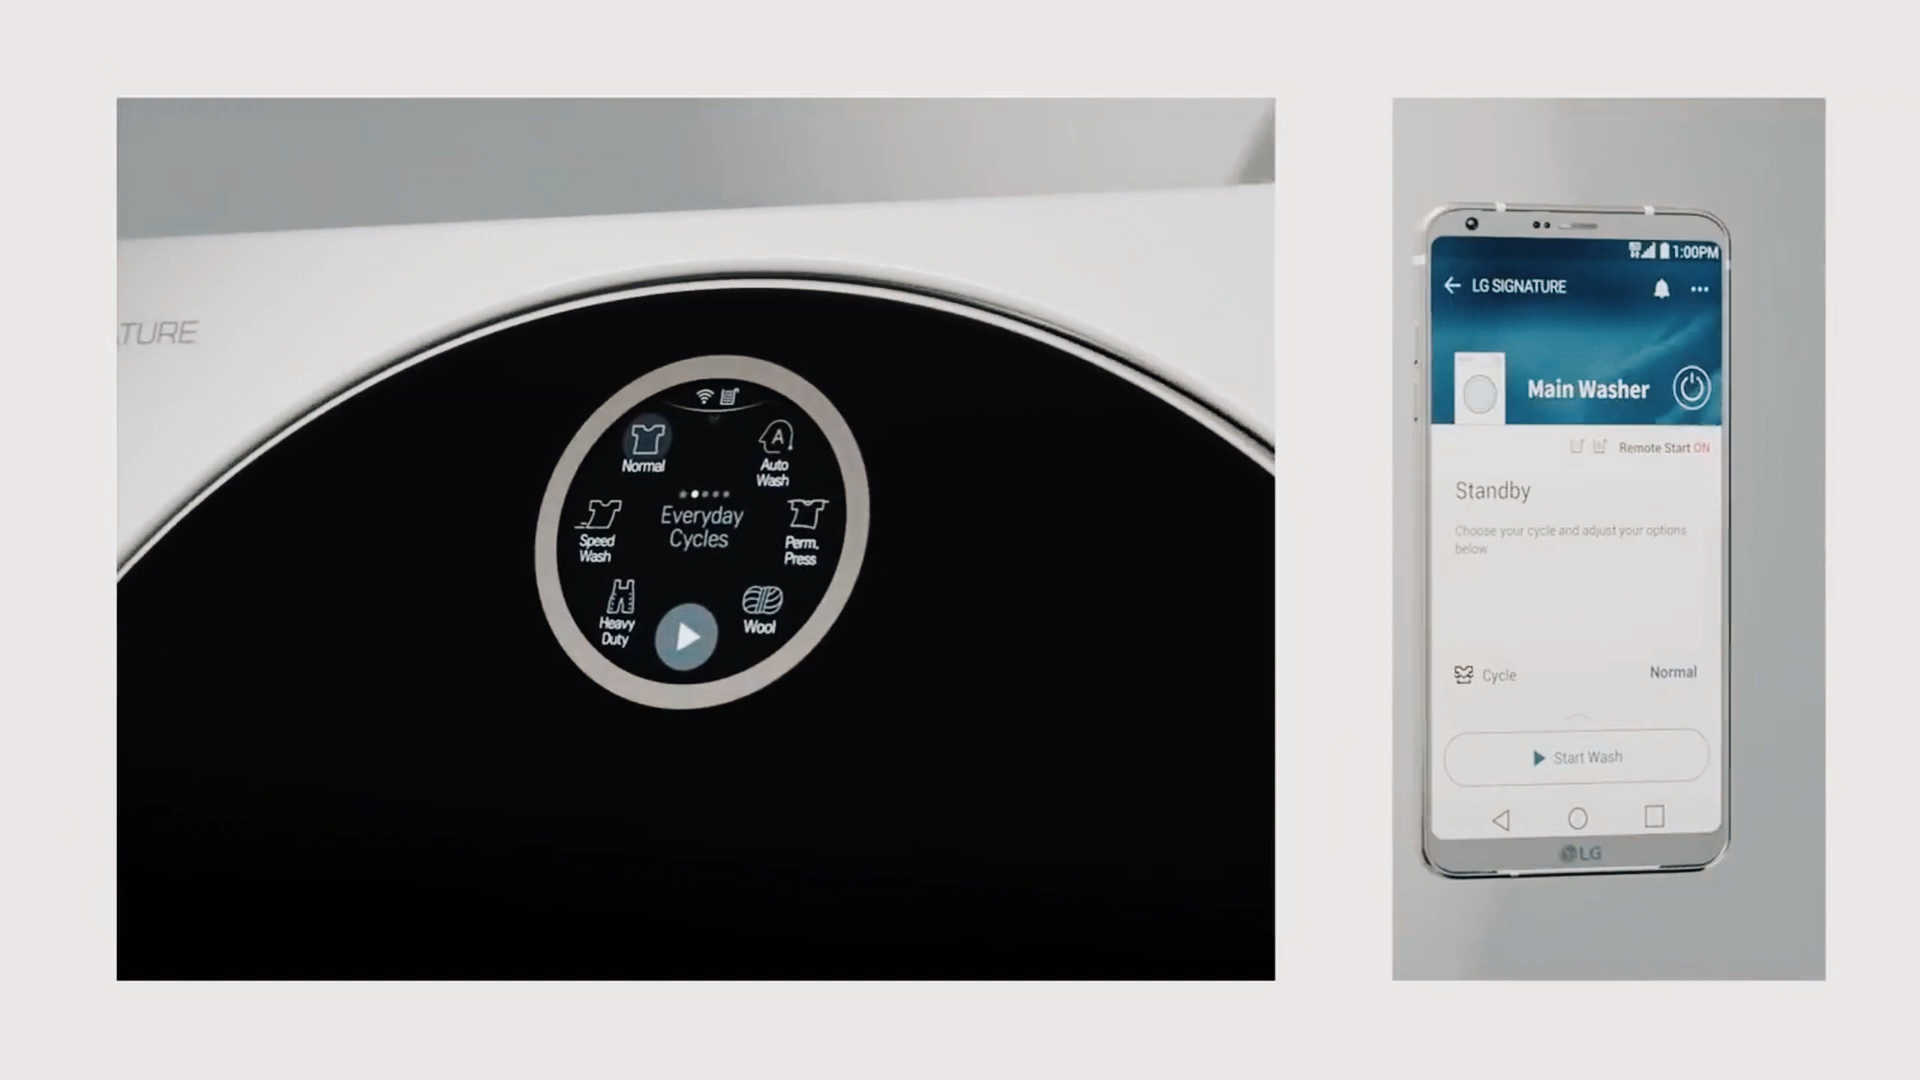 TURE
Normal
A
Auto
Wash
Speed
Wash
Everyday
Cycles
Perm.
Press
Heavy
Duty
Wool
1:00PM
LG SIGNATURE
Main Washer
Remote Start ON
Standby
Choose your cycle and adjust your options
below
Cycle
Normal
Start Wash
LG